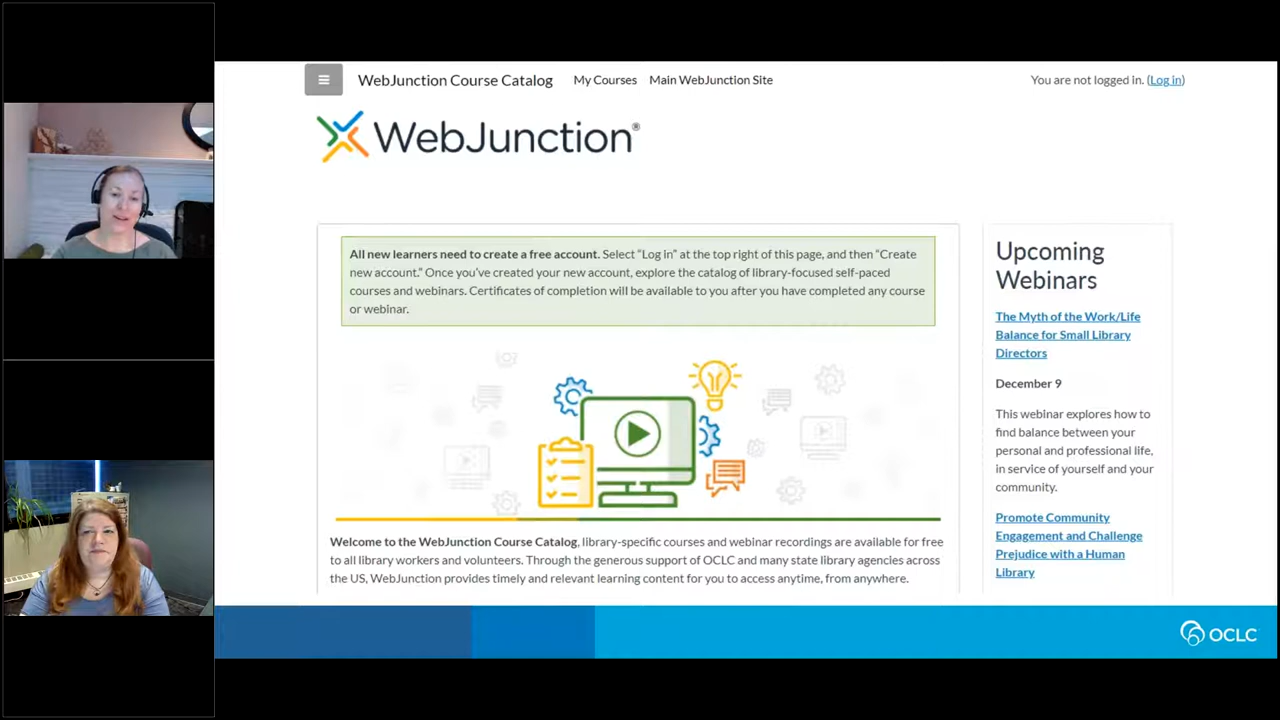 WebJunction Course Catalog My Courses Main WebJunction Site You are not logged in. (Log in)
WebJunction®
All new learners need to create a free account. Select “Log in” at the top right of this page, and then “Create
new account.” Once you’ve created your new account, explore the catalog of library-focused self-paced
courses and webinars. Certificates of completion will be available to you after you have completed any course
or webinar.
Welcome to the WebJunction Course Catalog, library-specific courses and webinar recordings are available for free
to all library workers and volunteers. Through the generous support of OCLC and many state library agencies across
the US, WebJunction provides timely and relevant learning content for you to access anytime, from anywhere.
Upcoming
Webinars
The Myth of the Work/Life
Balance for Small Library
Directors
December 9
This webinar explores how to
find balance between your
personal and professional life,
in service of yourself and your
community.
Promote Community
Engagement and Challenge
Prejudice with a Human
Library
OCLC